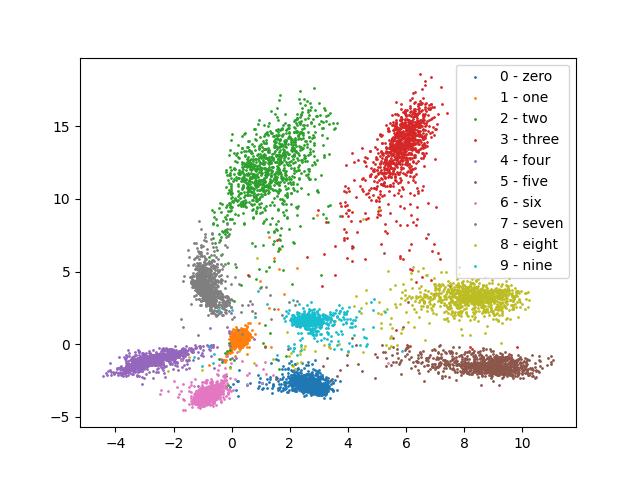 0 - zero
1 - one
2 - two
3 - three
4 - four
5 - five
6 - six
7 - seven
8 - eight
9 - nine
15
10
5
0
−5
−4 −2 0 2 4 6 8 10